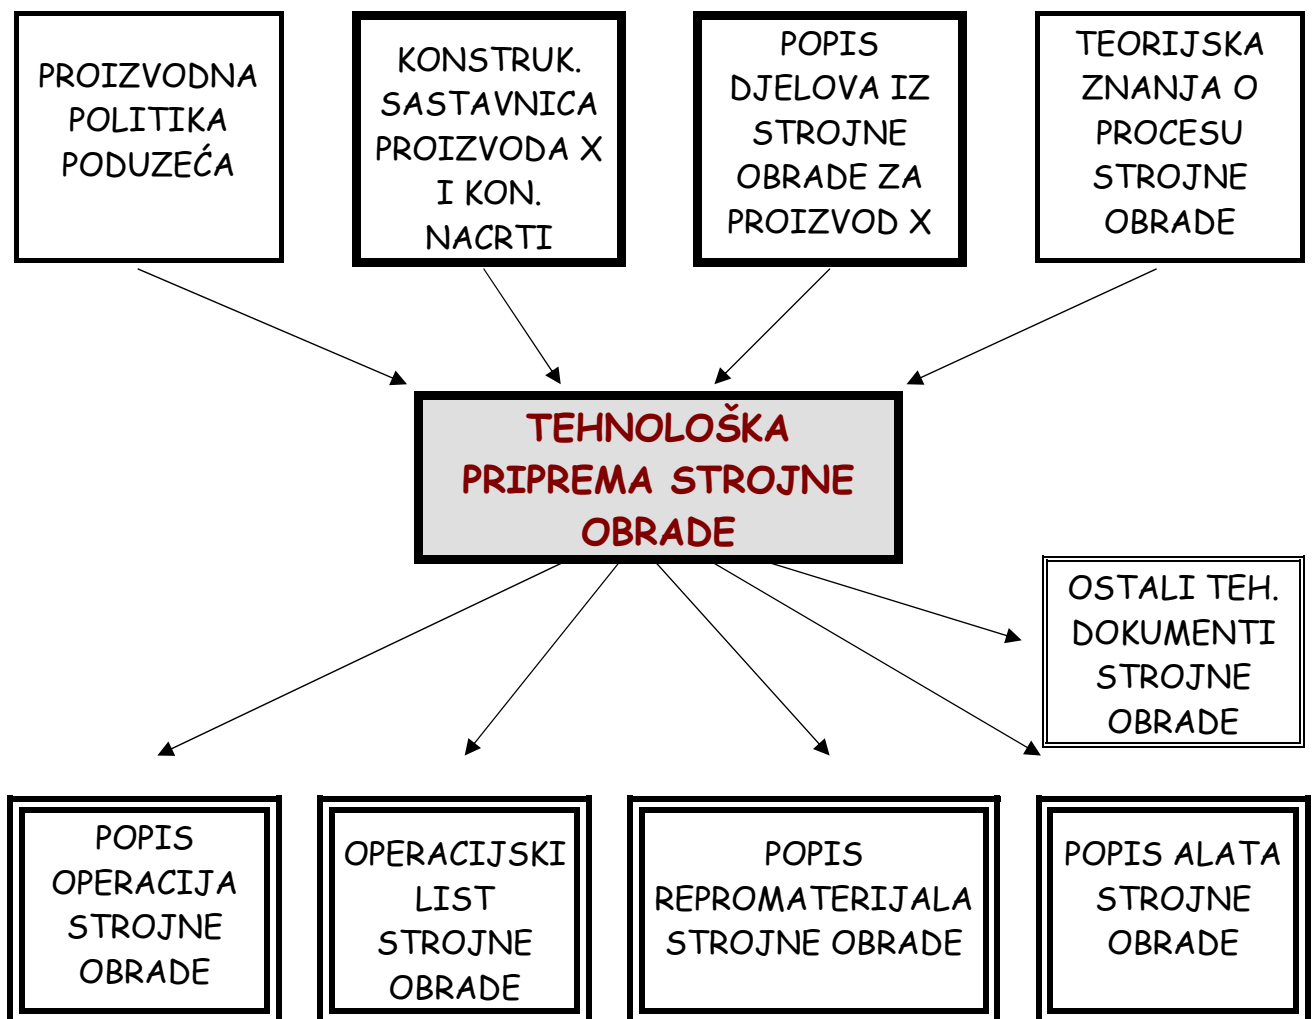 PROIZVODNA
POLITIKA
PODUZEĆA
KONSTRUK.
SASTAVNICA
PROIZVODA X
I KON.
NACRTI
POPIS
DJELOVA IZ
STROJNE
OBRADE ZA
PROIZVOD X
TEORIJSKA
ZNANJA O
PROCESU
STROJNE
OBRADE
TEHNOLOŠKA
PRIPREMA STROJNE
OBRADE
OSTALI TEH.
DOKUMENTI
STROJNE
OBRADE
POPIS
OPERACIJA
STROJNE
OBRADE
OPERACIJSKI
LIST
STROJNE
OBRADE
POPIS
REPROMATERIJALA
STROJNE OBRADE
POPIS ALATA
STROJNE
OBRADE